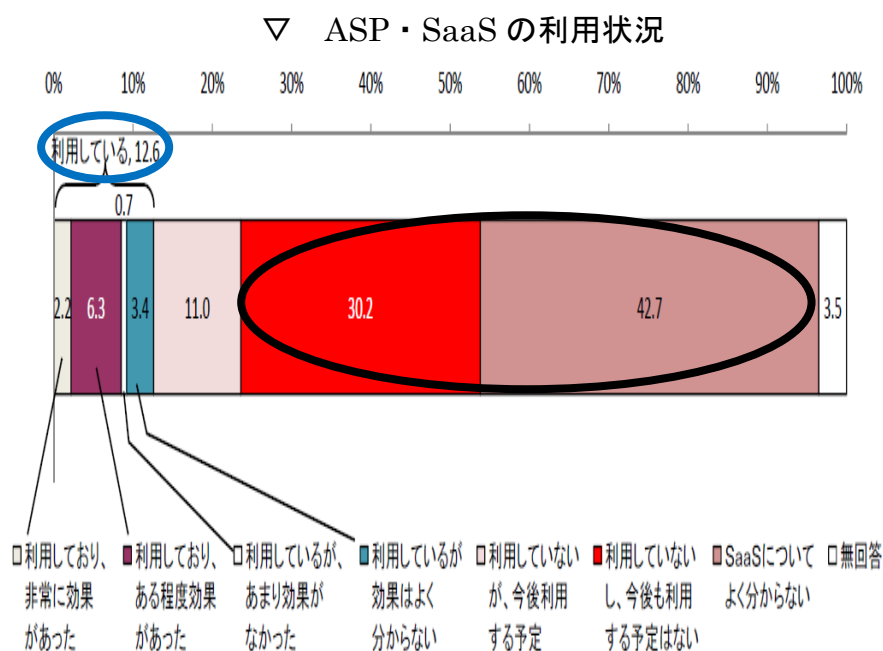 ▽ ASP・SaaS の利用状況
0% 10% 20% 30% 40% 50% 60% 70% 80% 90% 100%
利用している, 12.6
0.7
2.2 6.3 3.4 11.0 30.2 42.7 3.5
□利用しており、
非常に効果
があった
■利用しており、
ある程度効果
があった
□利用しているが、
あまり効果が
なかった
■利用しているが
効果はよく
分からない
□利用していない
が、今後利用
する予定
■利用していない
し、今後も利用
する予定はない
■SaaSについて
よく分からない
□無回答